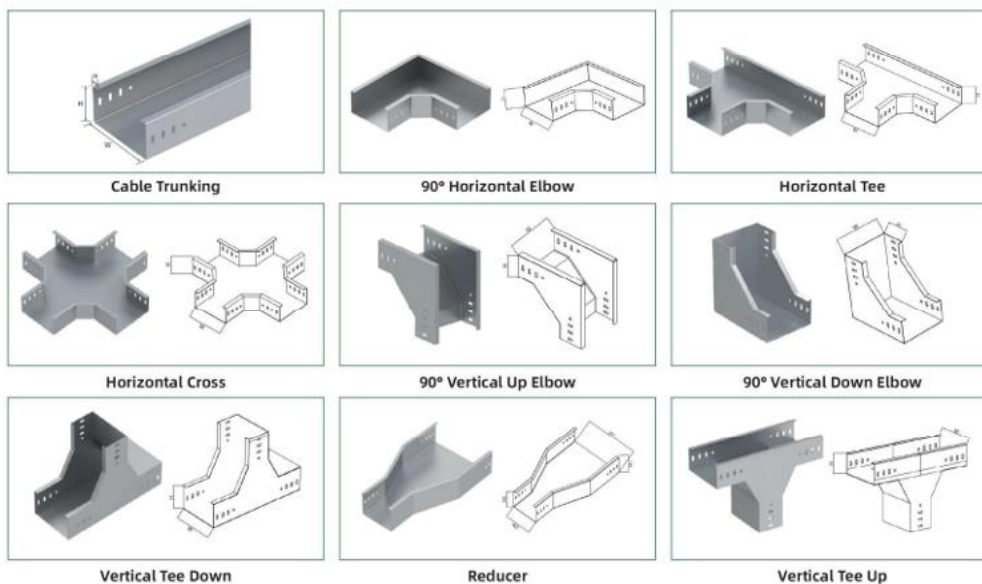 Cable Trunking
90° Horizontal Elbow
Horizontal Tee
Horizontal Cross
90° Vertical Up Elbow
90° Vertical Down Elbow
Vertical Tee Down
Reducer
Vertical Tee Up